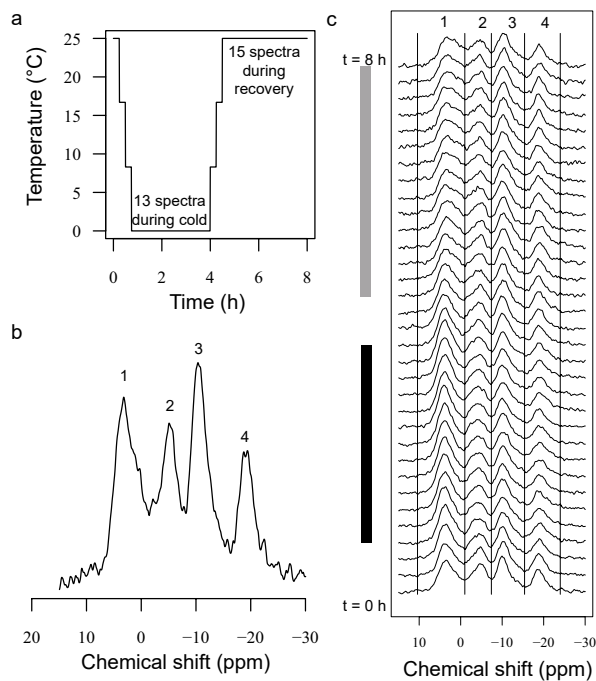 a
25
20
15
10
5
0
Temperature (°C)
15 spectra
during
recovery
13 spectra
during cold
0 2 4 6 8
Time (h)
b
1
2
3
4
20 10 0 −10 −20 −30
Chemical shift (ppm)
c
1 2 3 4
t = 8 h
t = 0 h
10 0 −10 −20 −30
Chemical shift (ppm)